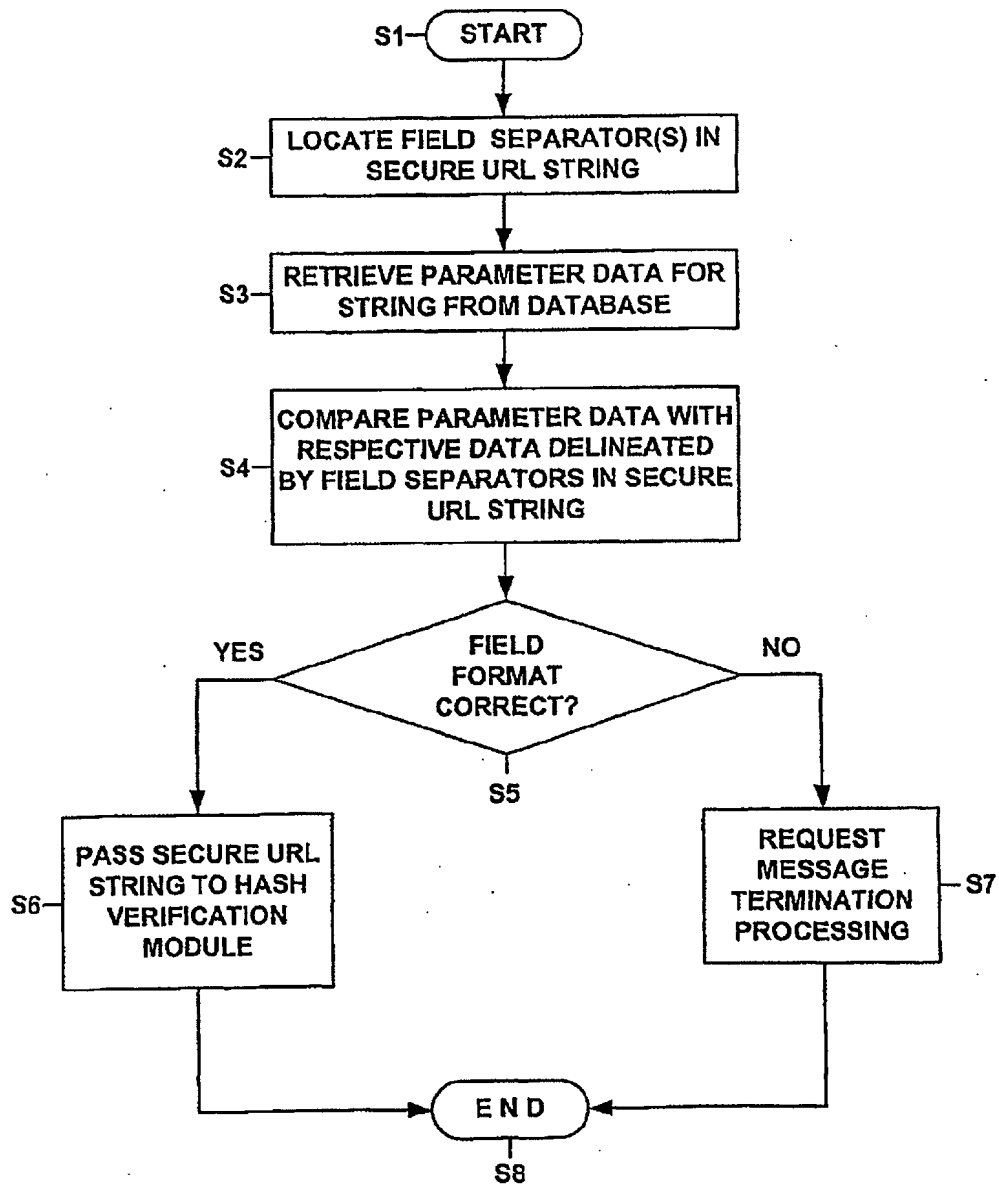 S1
START
S2
LOCATE FIELD SEPARATOR(S) IN
SECURE URL STRING
S3
RETRIEVE PARAMETER DATA FOR
STRING FROM DATABASE
S4
COMPARE PARAMETER DATA WITH
RESPECTIVE DATA DELINEATED
BY FIELD SEPARATORS IN SECURE
URL STRING
YES
FIELD
FORMAT
CORRECT?
NO
S5
S6
PASS SECURE URL
STRING TO HASH
VERIFICATION
MODULE
REQUEST
MESSAGE
TERMINATION
PROCESSING
S7
END
S8